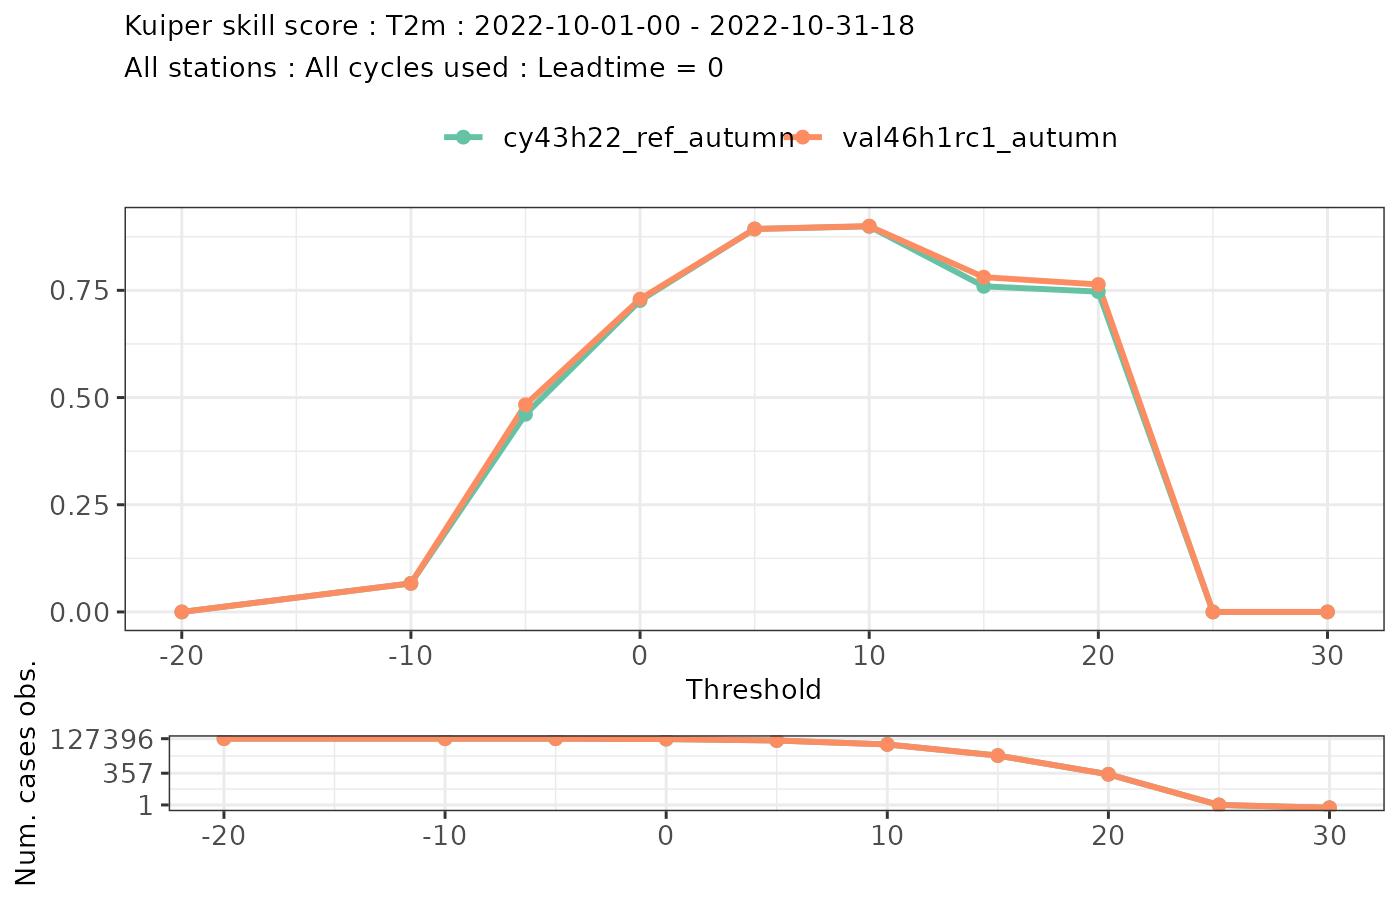 Kuiper skill score : T2m : 2022-10-01-00 - 2022-10-31-18
All stations : All cycles used : Leadtime = 0
cy43h22_ref_autumn val46h1rc1_autumn
0.75
0.50
0.25
0.00
-20 -10 0 10 20 30
Threshold
Num. cases obs.
127396
357
1
-20 -10 0 10 20 30